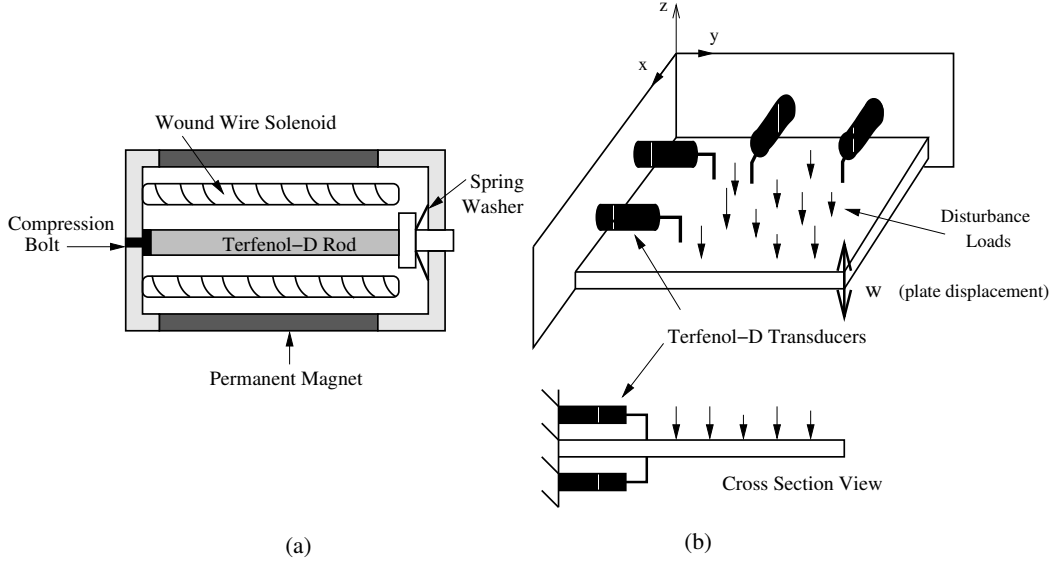 Wound Wire Solenoid
Spring
Washer
Compression
Bolt
Terfenol−D Rod
Permanent Magnet
(a)
z
y
x
Disturbance
Loads
w (plate displacement)
Terfenol−D Transducers
Cross Section View
(b)